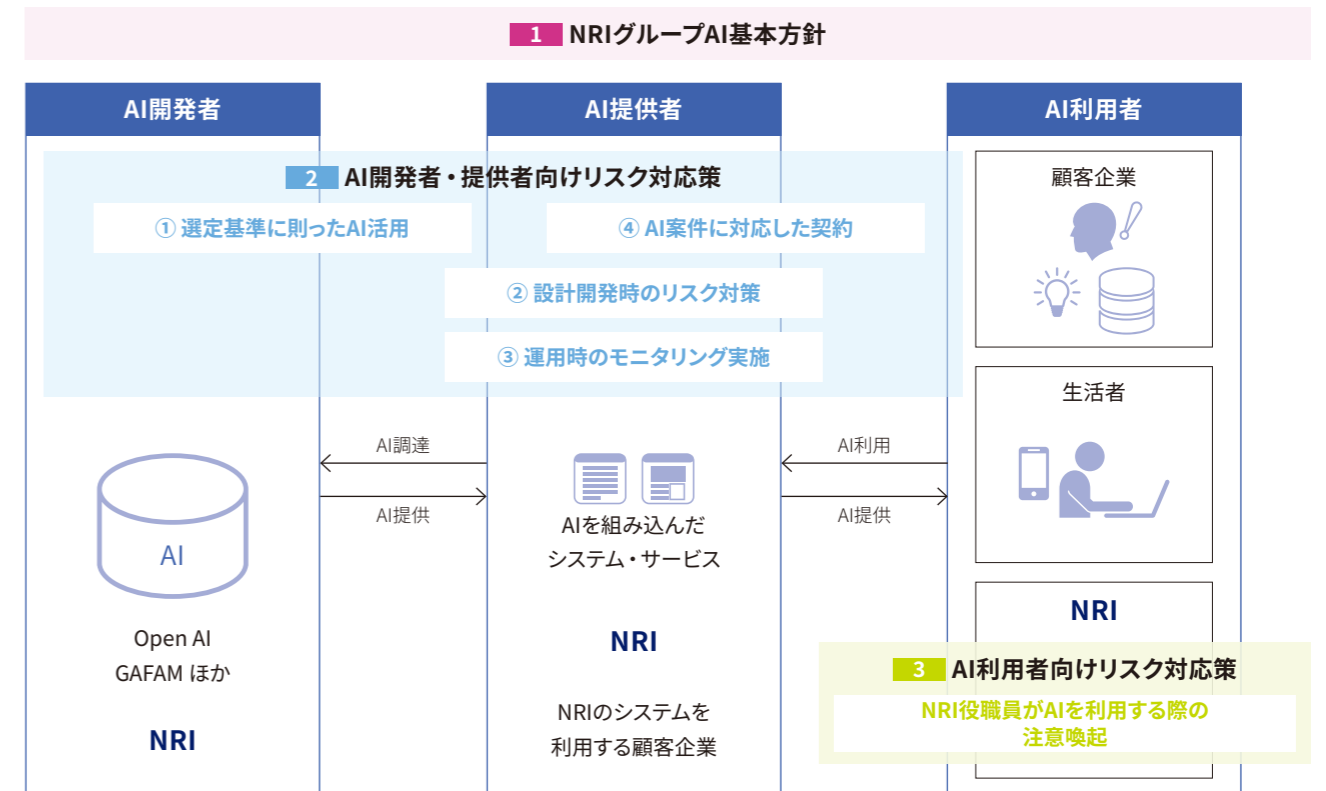 1 NRIグループAI基本方針
AI開発者
AI提供者
AI利用者
2 AI開発者・提供者向けリスク対応策
① 選定基準に則ったAI活用
④ AI案件に対応した契約
② 設計開発時のリスク対策
③ 運用時のモニタリング実施
顧客企業
生活者
AI
Open AI
GAFAM ほか
NRI
AI調達
AI提供
AIを組み込んだ
システム・サービス
NRI
NRIのシステムを
利用する顧客企業
AI利用
AI提供
NRI
3 AI利用者向けリスク対応策
NRI役職員がAIを利用する際の
注意喚起